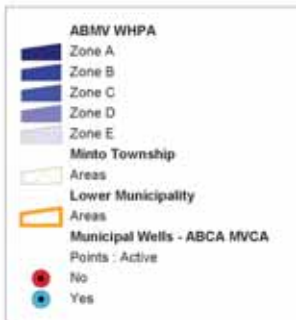 ABMV WHPA
Zone A
Zone B
Zone C
Zone D
Zone E
Minto Township
Areas
Lower Municipality
Areas
Municipal Wells - ABCA MVCA
Points : Active
No
Yes